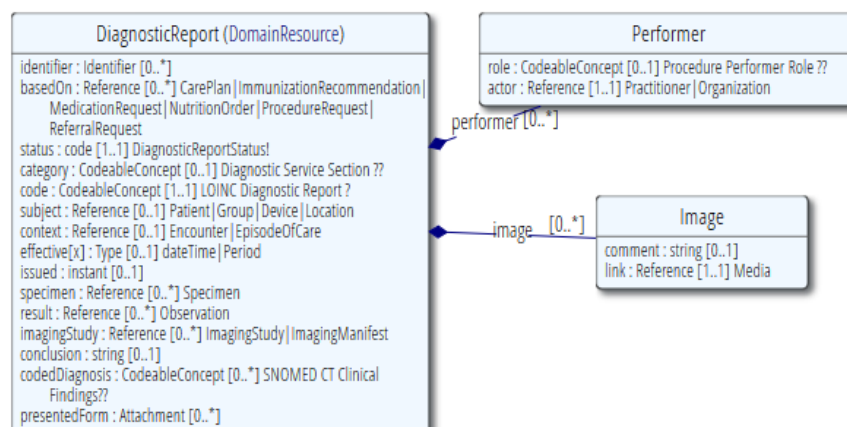 DiagnosticReport (DomainResource)
identifier : Identifier [0..*]
basedOn : Reference [0..*] CarePlan|ImmunizationRecommendation|
MedicationRequest|NutritionOrder|ProcedureRequest|
ReferralRequest
status : code [1..1] DiagnosticReportStatus!
category : CodeableConcept [0..1] Diagnostic Service Section ??
code : CodeableConcept [1..1] LOINC Diagnostic Report ?
subject : Reference [0..1] Patient|Group|Device|Location
context : Reference [0..1] Encounter|EpisodeOfCare
effective[x] : Type [0..1] dateTime|Period
issued : instant [0..1]
specimen : Reference [0..*] Specimen
result : Reference [0..*] Observation
imagingStudy : Reference [0..*] ImagingStudy|ImagingManifest
conclusion : string [0..1]
codedDiagnosis : CodeableConcept [0..*] SNOMED CT Clinical
Findings??
presentedForm : Attachment [0..*]
performer [0..*]
Performer
role : CodeableConcept [0..1] Procedure Performer Role ??
actor : Reference [1..1] Practitioner|Organization
image [0..*]
Image
comment : string [0..1]
link : Reference [1..1] Media